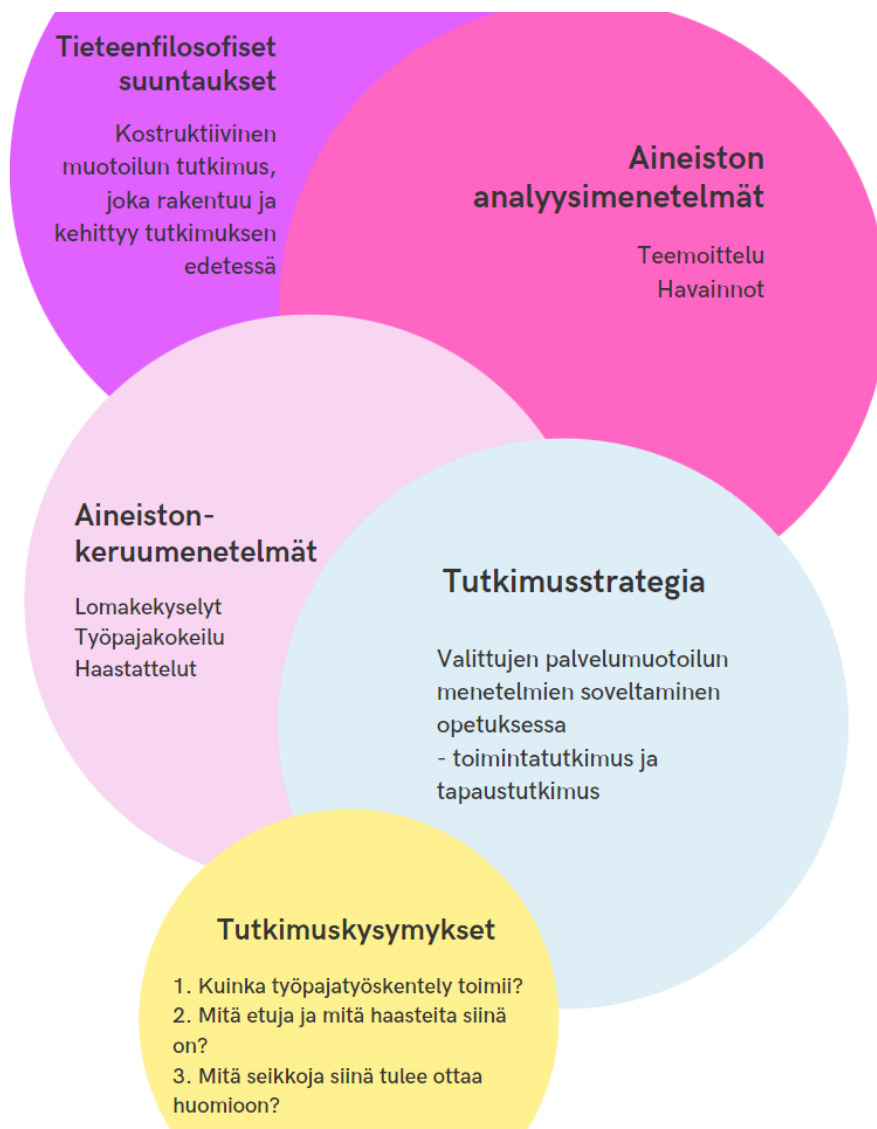 Tieteenfilosofiset
suuntaukset
Kostruktiivinen
muotoilun tutkimus,
joka rakentuu ja
kehittyy tutkimuksen
edetessä
Aineiston
analyysimenetelmät
Teemoittelu
Havainnot
Aineiston-
keruumenetelmät
Lomakekyselyt
Työpajakokeilu
Haastattelut
Tutkimusstrategia
Valittujen palvelumuotoilun
menetelmien soveltaminen
opetuksessa
- toimintatutkimus ja
tapaustutkimus
Tutkimuskysymykset
1. Kuinka työpajatyöskentely toimii?
2. Mitä etuja ja mitä haasteita siinä
on?
3. Mitä seikkoja siinä tulee ottaa
huomioon?